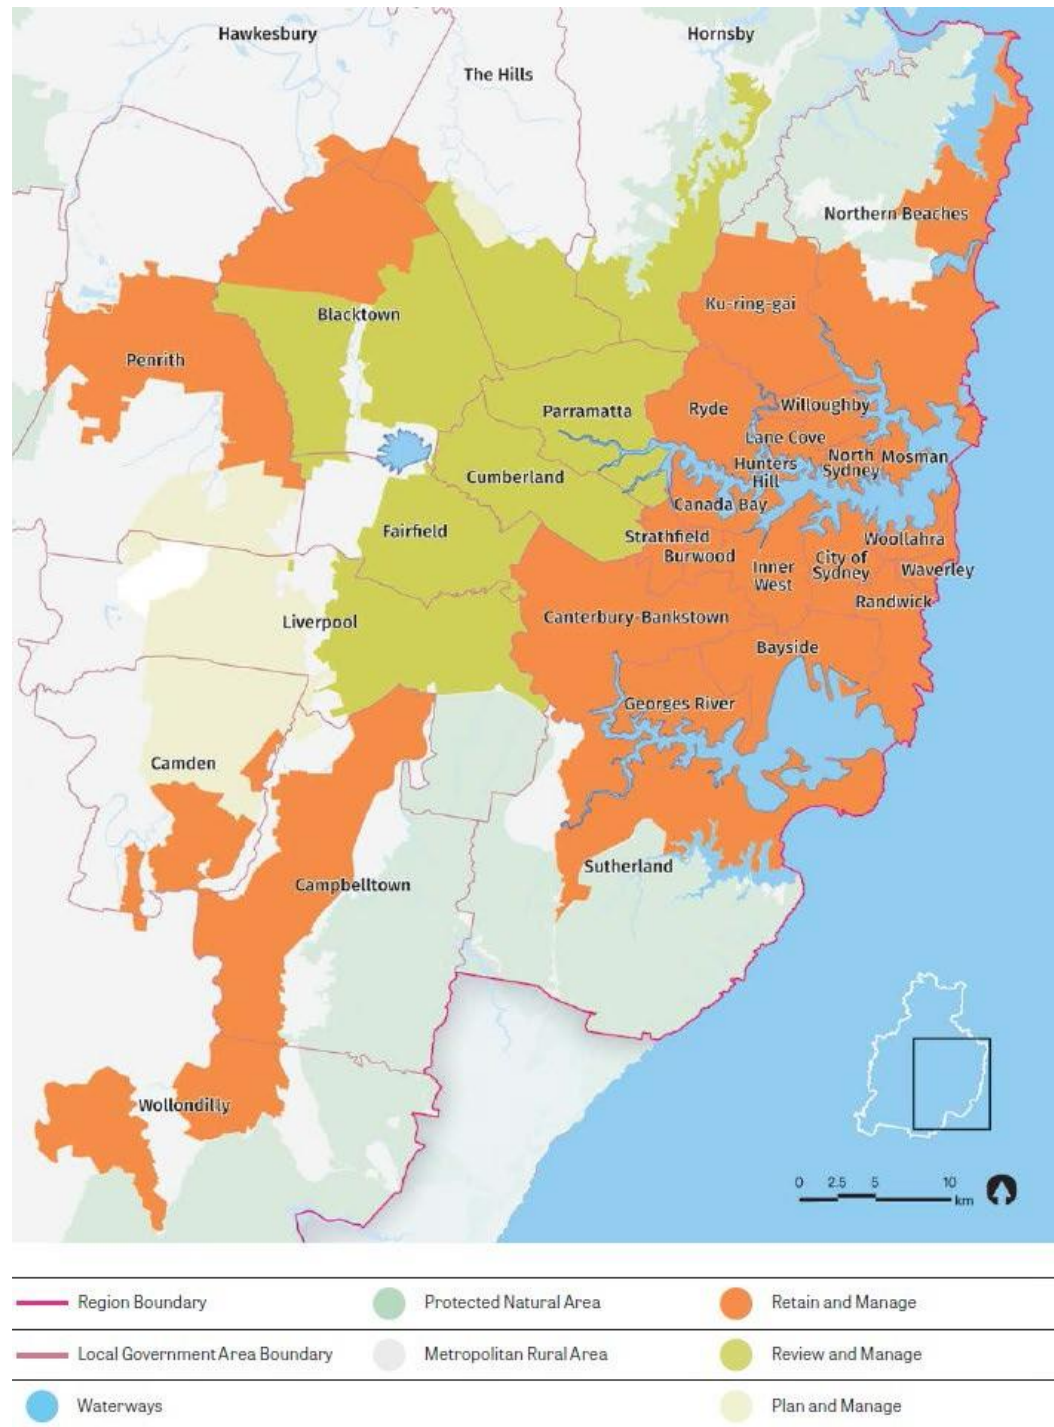 Hawkesbury
Hornsby
The Hills
Northern Beaches
Ku-ring-gai
Blacktown
Penrith
Willoughby
Ryde
Parramatta
Lane Cove
North
Sydney
Mosman
Hunters
Hill
Cumberland
Canada Bay
Fairfield
Strathfield
Burwood
Woollahra
Inner
West
City of
Sydney
Waverley
Randwick
Liverpool
Canterbury-Bankstown
Bayside
Georges River
Camden
Sutherland
Campbelltown
Wollondilly
0 2.5 5 10
km
Region Boundary
Protected Natural Area
Retain and Manage
Local Government Area Boundary
Metropolitan Rural Area
Review and Manage
Waterways
Plan and Manage